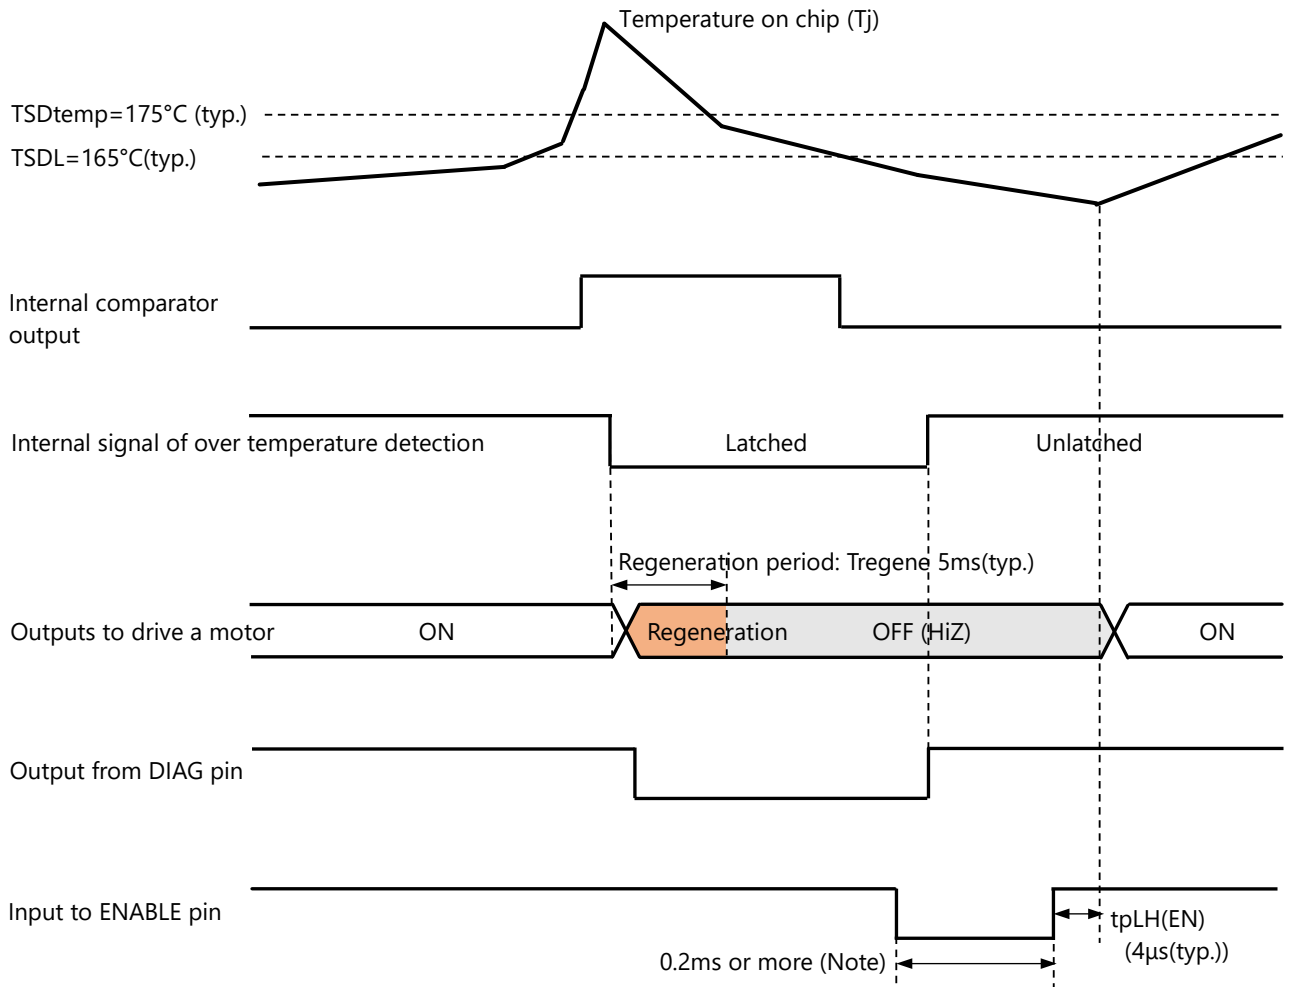 Temperature on chip (Tj)
TSDtemp=175°C (typ.)
TSDL=165°C(typ.)
Internal comparator
output
Internal signal of over temperature detection
Latched
Unlatched
Regeneration period: Tregene 5ms(typ.)
Outputs to drive a motor
ON
Regeneration
OFF (HiZ)
ON
Output from DIAG pin
Input to ENABLE pin
tpLH(EN)
(4µs(typ.))
0.2ms or more (Note)